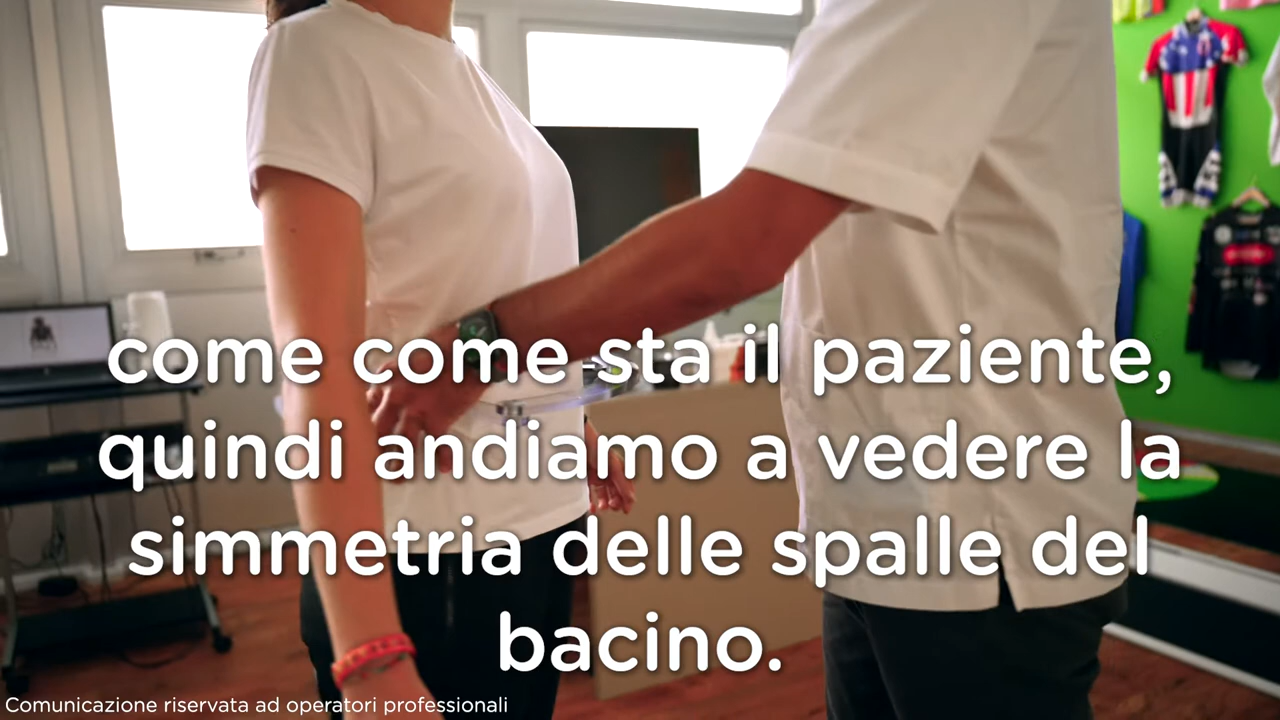 come come sta il paziente,
quindi andiamo a vedere la
simmetria delle spalle del
bacino.
Comunicazione riservata ad operatori professionali